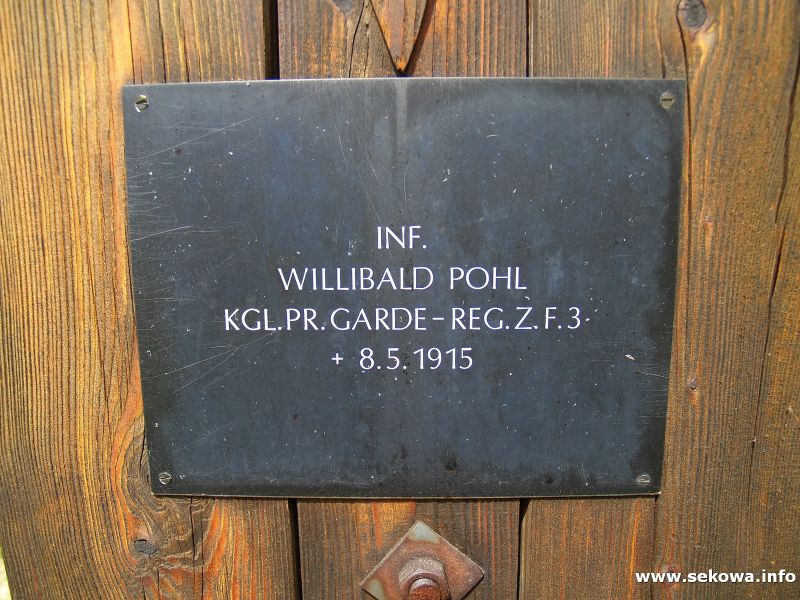 INF.
WILLIBALD POHL
KGL.PR.GARDE-REG.Z.F.3
+ 8.5.1915
www.sekowa.info